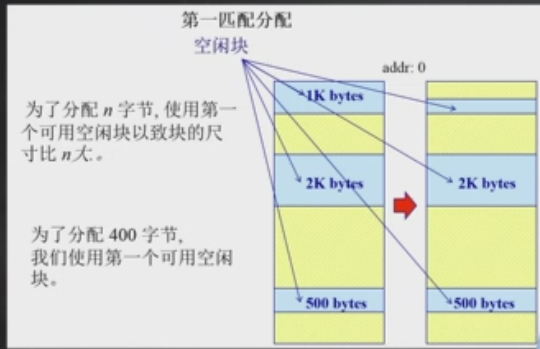 第一匹配分配
空闲块
addr: 0
1K bytes
为了分配 n 字节, 使用第一
个可用空闲块以致块的尺
寸比 n大.。
2K bytes
2K bytes
为了分配 400 字节,
我们使用第一个可用空闲
块。
500 bytes
500 bytes